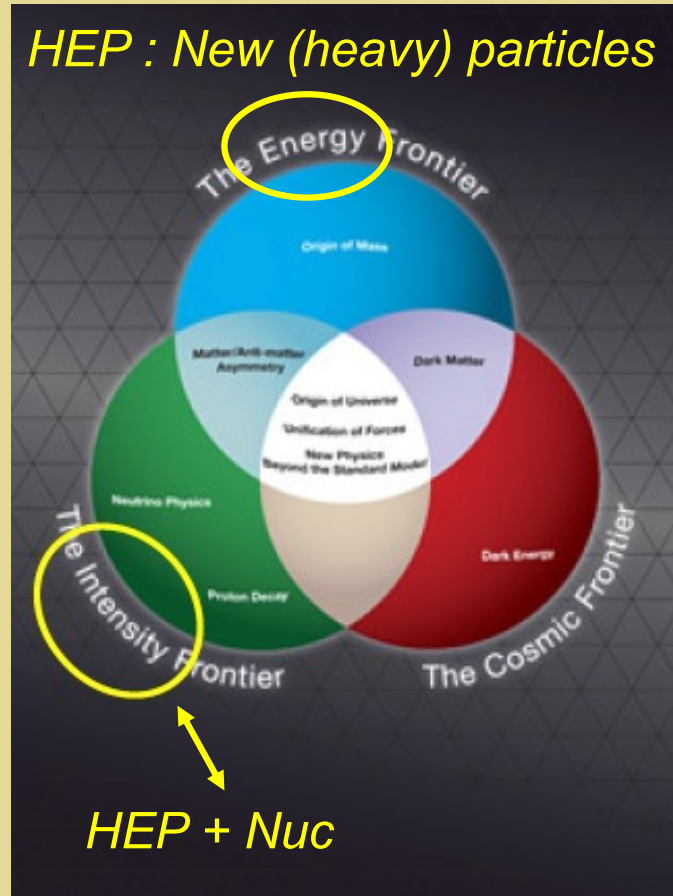 HEP : New (heavy) particles
The Energy Frontier
Origin of Mass
Matter/Anti-matter
Asymmetry
Dark Matter
Origin of Universe
Unification of Forces
New Physics
Beyond the Standard Model
Neutrino Physics
Dark Energy
Proton Decay
The Intensity Frontier
The Cosmic Frontier
HEP + Nuc